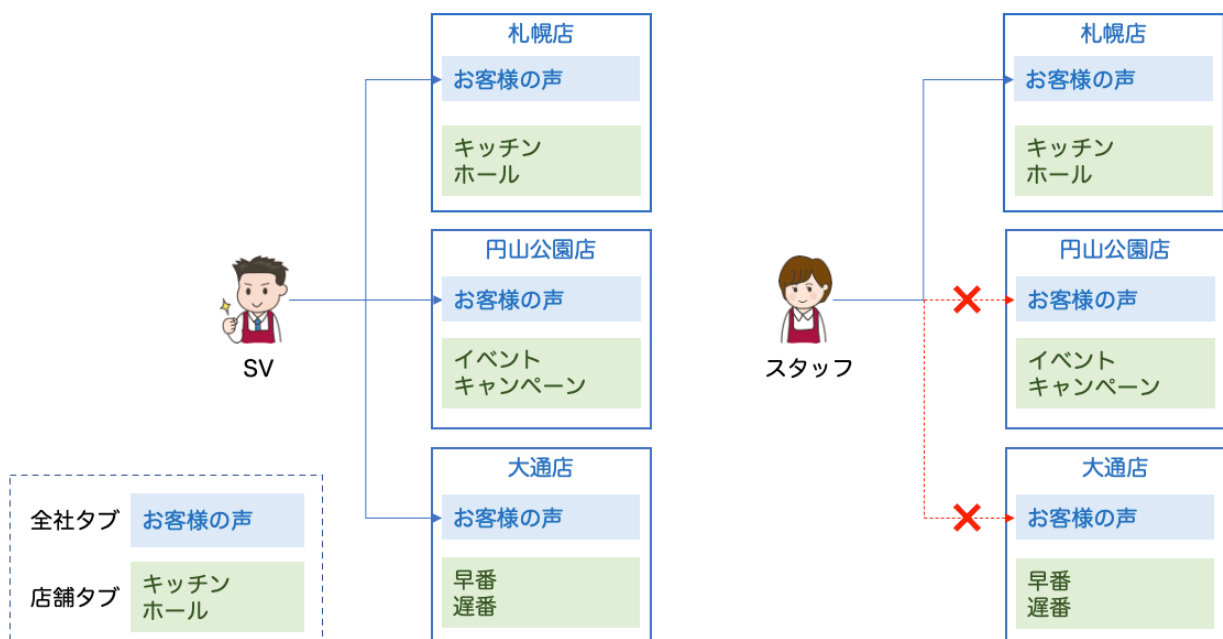 札幌店
お客様の声
キッチン
ホール
円山公園店
お客様の声
イベント
キャンペーン
大通店
お客様の声
早番
遅番
SV
札幌店
お客様の声
キッチン
ホール
円山公園店
お客様の声
イベント
キャンペーン
大通店
お客様の声
早番
遅番
スタッフ
全社タブ
お客様の声
店舗タブ
キッチン
ホール